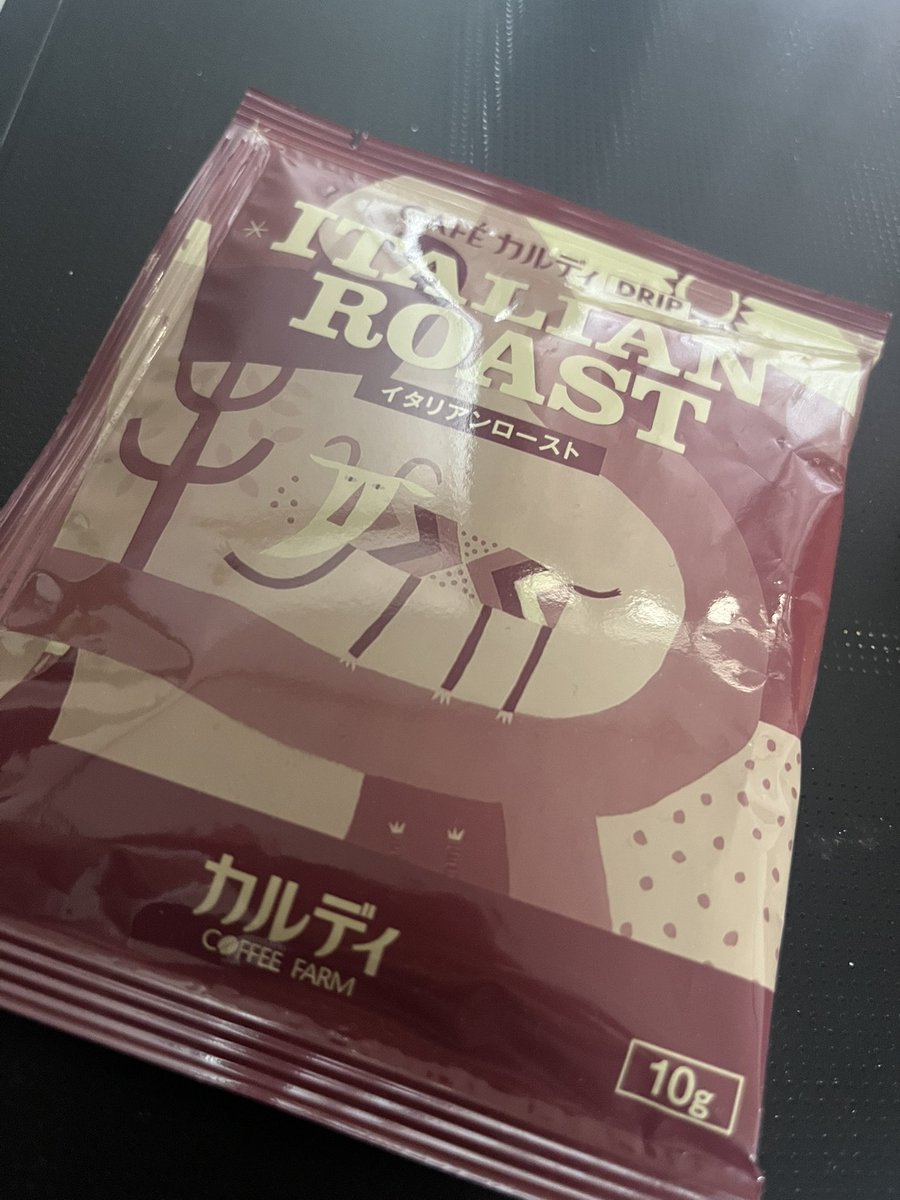 CAFÉ カルディ DRIP
ITALIAN
ROAST
イタリアンロースト
カルディ
COFFEE FARM
10g